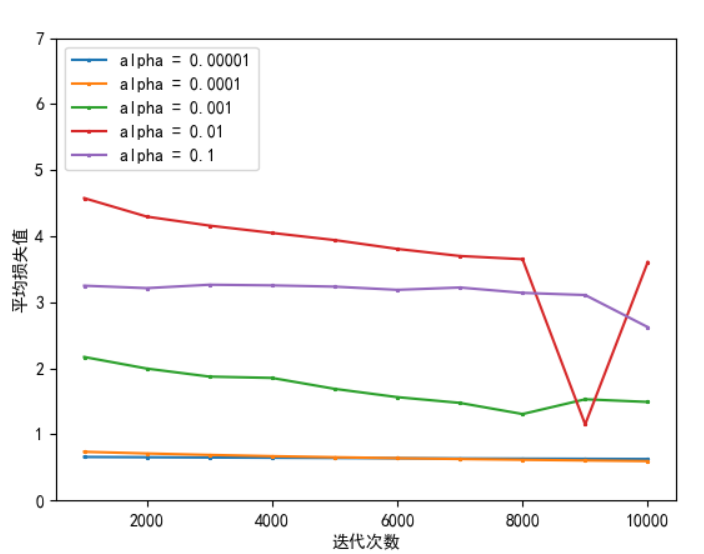 7
6
5
4
3
2
1
0
alpha = 0.00001
alpha = 0.0001
alpha = 0.001
alpha = 0.01
alpha = 0.1
平均损失值
2000 4000 6000 8000 10000
迭代次数